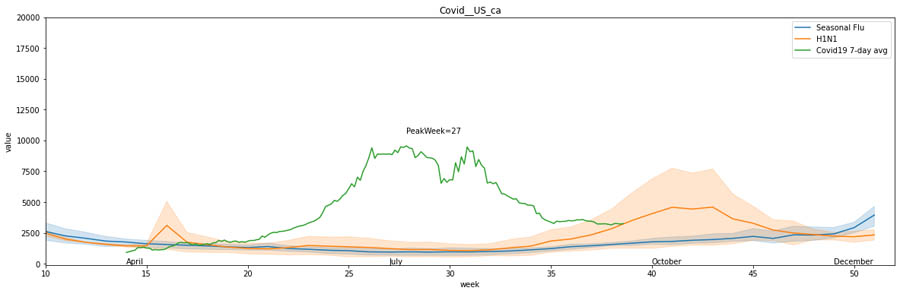 Covid__US_ca
20000
17500
15000
12500
10000
7500
5000
2500
0
value
Seasonal Flu
H1N1
Covid19 7-day avg
PeakWeek=27
April
July
October
December
10
15
20
25
30
35
40
45
50
week